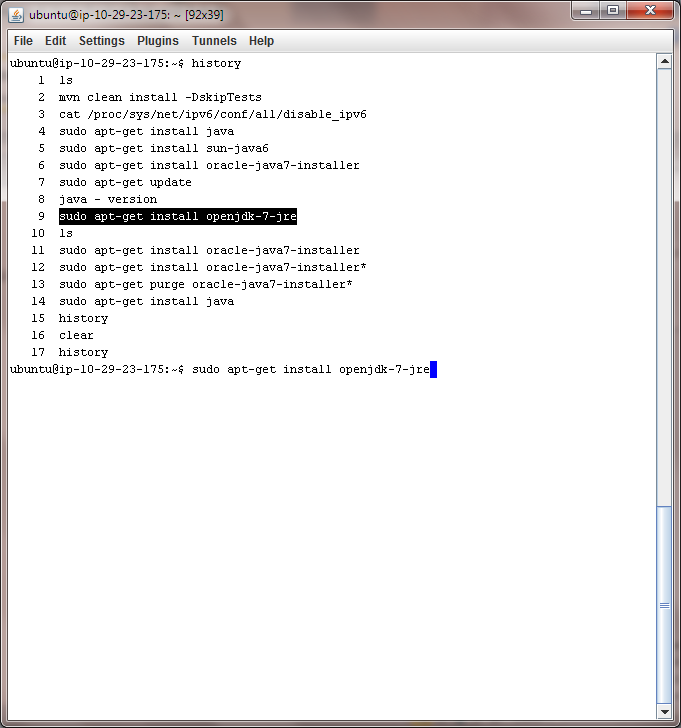 ubuntu@ip-10-29-23-175: ~ [92x39]
File Edit Settings Plugins Tunnels Help
ubuntu@ip-10-29-23-175:~$ history
1 ls
2 mvn clean install -DskipTests
3 cat /proc/sys/net/ipv6/conf/all/disable_ipv6
4 sudo apt-get install java
5 sudo apt-get install sun-java6
6 sudo apt-get install oracle-java7-installer
7 sudo apt-get update
8 java - version
9 sudo apt-get install openjdk-7-jre
10 ls
11 sudo apt-get install oracle-java7-installer
12 sudo apt-get install oracle-java7-installer*
13 sudo apt-get purge oracle-java7-installer*
14 sudo apt-get install java
15 history
16 clear
17 history
ubuntu@ip-10-29-23-175:~$ sudo apt-get install openjdk-7-jre